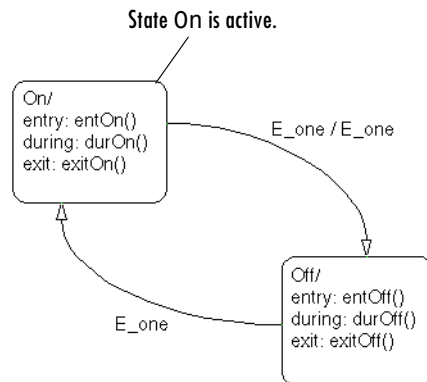 State On is active.
On/
entry: entOn()
during: durOn()
exit: exitOn()
E_one / E_one
Off/
entry: entOff()
during: durOff()
exit: exitOff()
E_one